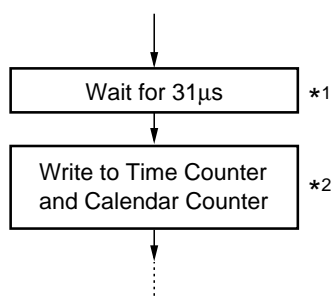 Wait for 31μs *1
Write to Time Counter
and Calendar Counter *2